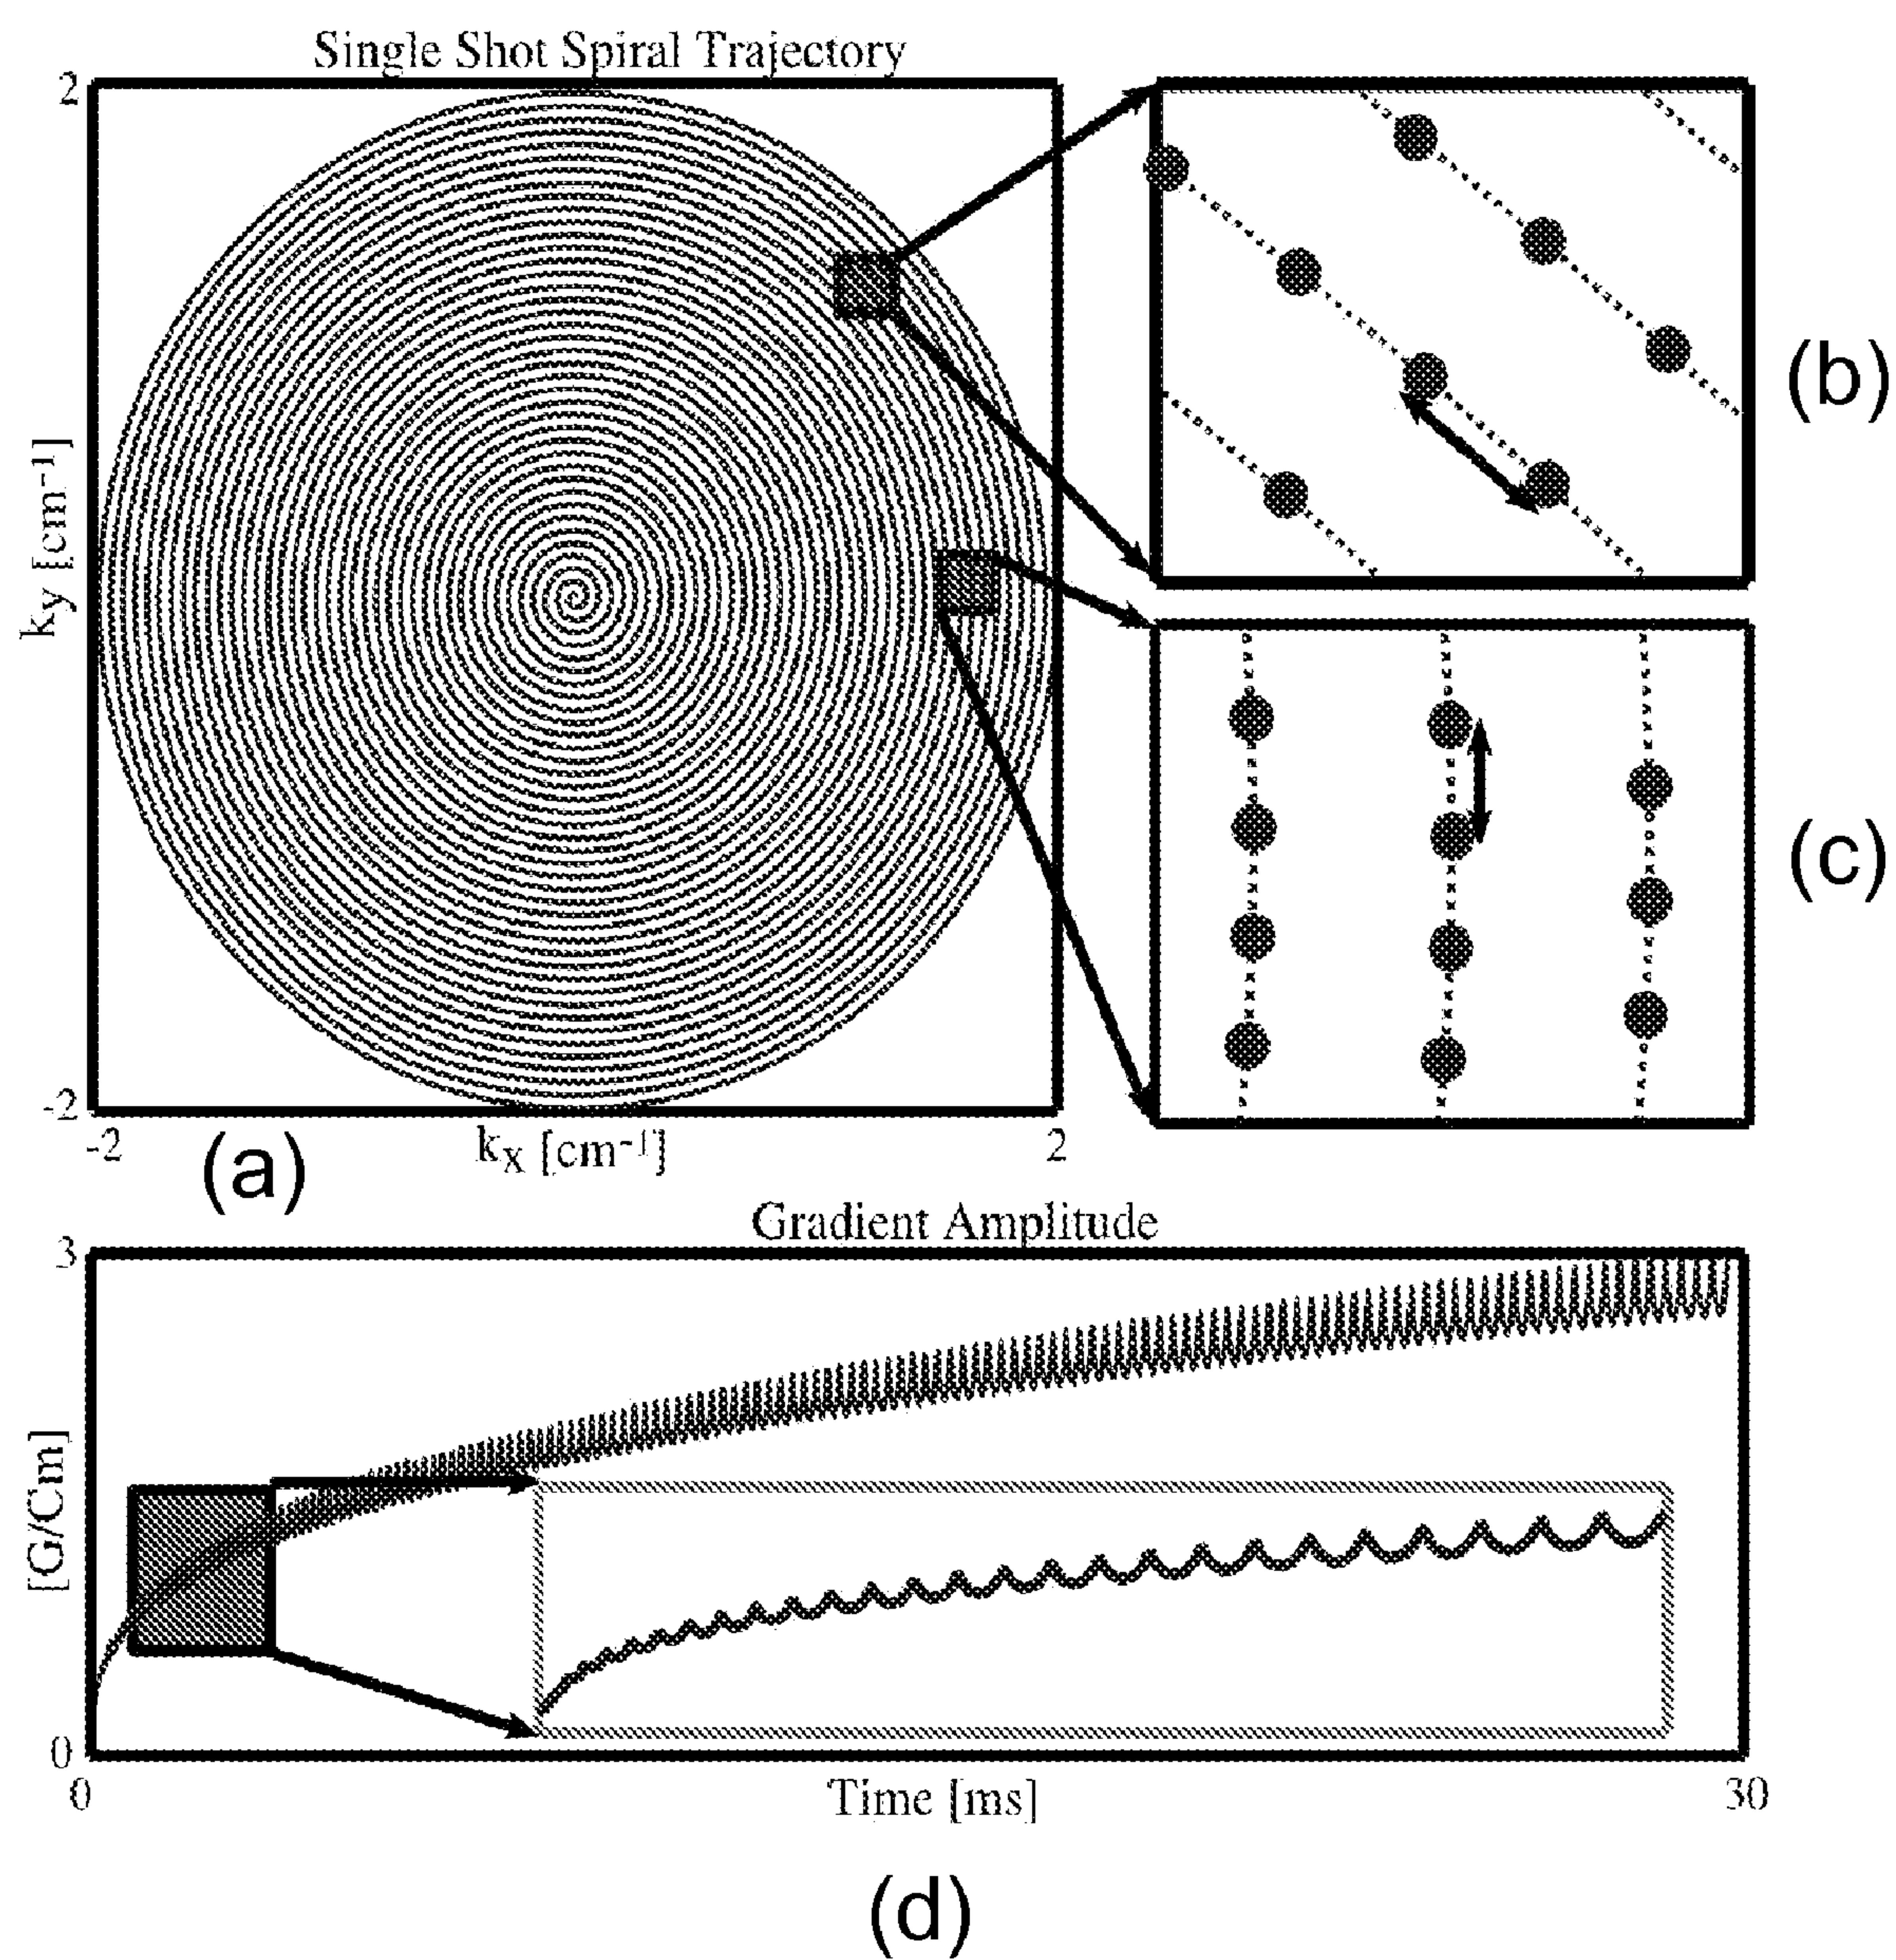 Single Shot Spiral Trajectory
2
k_y [cm⁻¹]
-2
-2
k_x [cm⁻¹]
2
(a)
(b)
(c)
Gradient Amplitude
3
[G/Cm]
0
0
Time [ms]
30
(d)